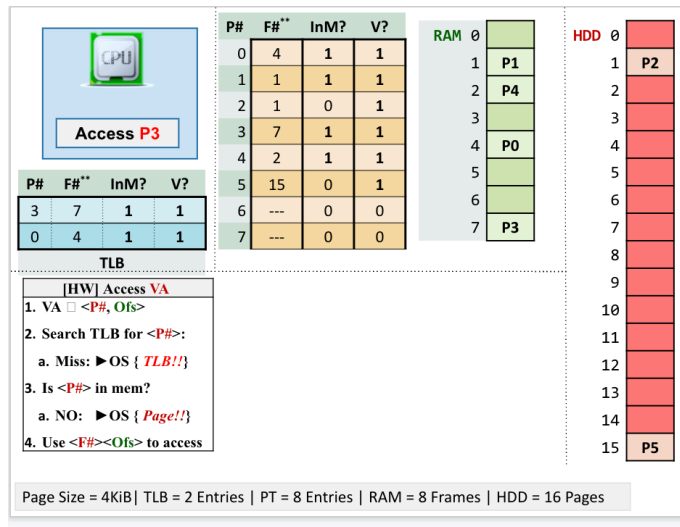 CPU
Access P3
P# F#** InM? V?
3 7 1 1
0 4 1 1
TLB
P# F#** InM? V?
0 4 1 1
1 1 1 1
2 1 0 1
3 7 1 1
4 2 1 1
5 15 0 1
6 --- 0 0
7 --- 0 0
RAM 0
1 P1
2 P4
3
4 P0
5
6
7 P3
HDD 0
1 P2
2
3
4
5
6
7
8
9
10
11
12
13
14
15 P5
[HW] Access VA
1. VA □ <P#, Ofs>
2. Search TLB for <P#>:
a. Miss: ►OS { TLB!!}
3. Is <P#> in mem?
a. NO: ►OS { Page!!}
4. Use <F#><Ofs> to access
Page Size = 4KiB| TLB = 2 Entries | PT = 8 Entries | RAM = 8 Frames | HDD = 16 Pages